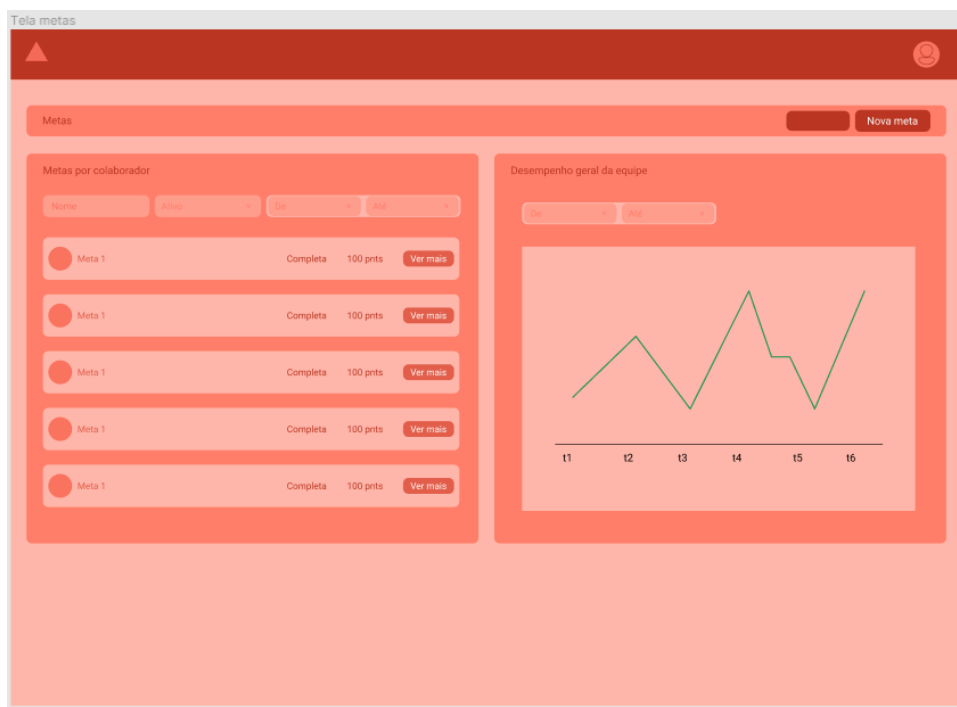 Tela metas
Metas
Nova meta
Metas por colaborador
Nome
Ativo
De
Até
Meta 1 Completa 100 pnts Ver mais
Meta 1 Completa 100 pnts Ver mais
Meta 1 Completa 100 pnts Ver mais
Meta 1 Completa 100 pnts Ver mais
Meta 1 Completa 100 pnts Ver mais
Desempenho geral da equipe
De
Até
t1 t2 t3 t4 t5 t6